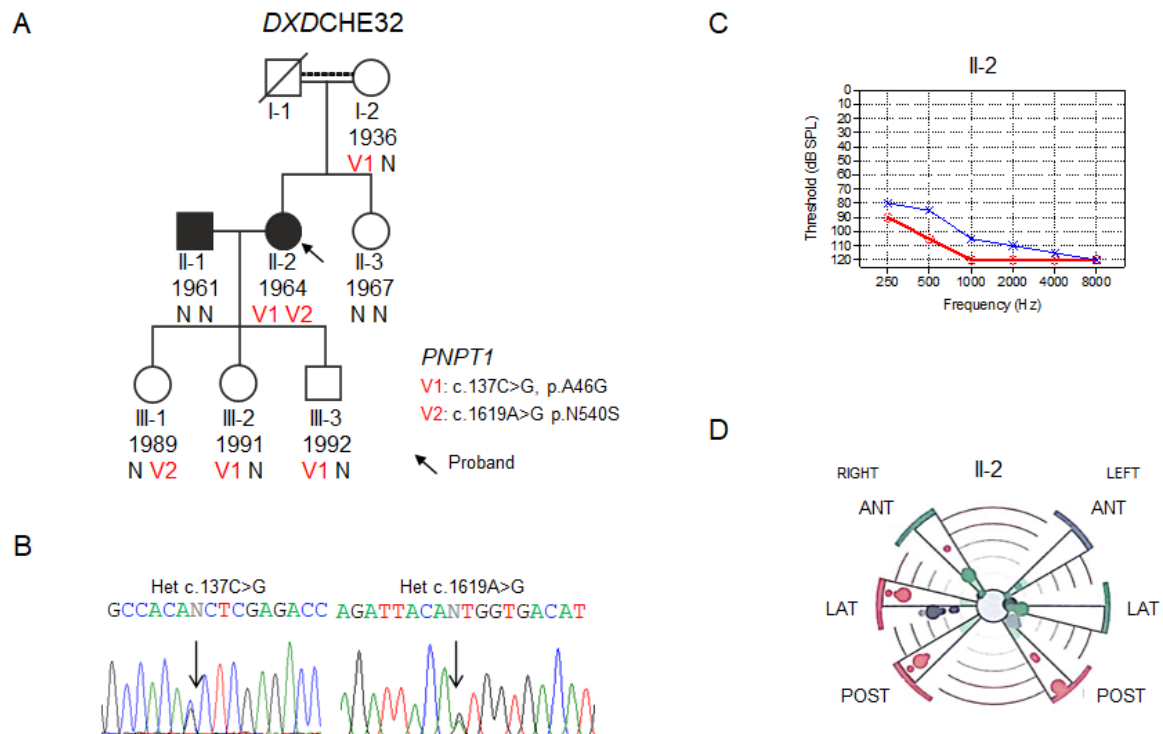 A
DXDCHE32
I-1
I-2
1936
V1 N
II-1
II-2
II-3
1961
1964
1967
N N
V1 V2
N N
III-1
III-2
III-3
1989
1991
1992
N V2
V1 N
V1 N
PNPT1
V1: c.137C>G, p.A46G
V2: c.1619A>G p.N540S
Proband
B
Het c.137C>G
GCCACANCTCGAGACC
Het c.1619A>G
AGATTACANTGGTGACAT
C
II-2
Threshold (dB SPL)
0
10
20
30
40
50
60
70
80
90
100
110
120
250 500 1000 2000 4000 8000
Frequency (Hz)
D
II-2
RIGHT
LEFT
ANT
ANT
LAT
LAT
POST
POST